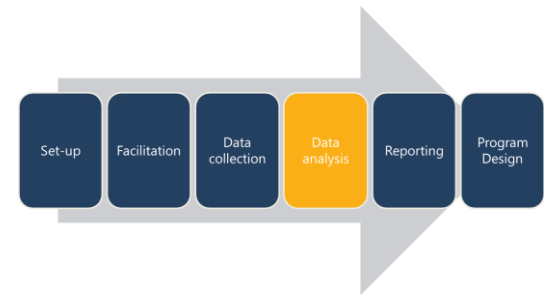 Set-up
Facilitation
Data
collection
Data
analysis
Reporting
Program
Design